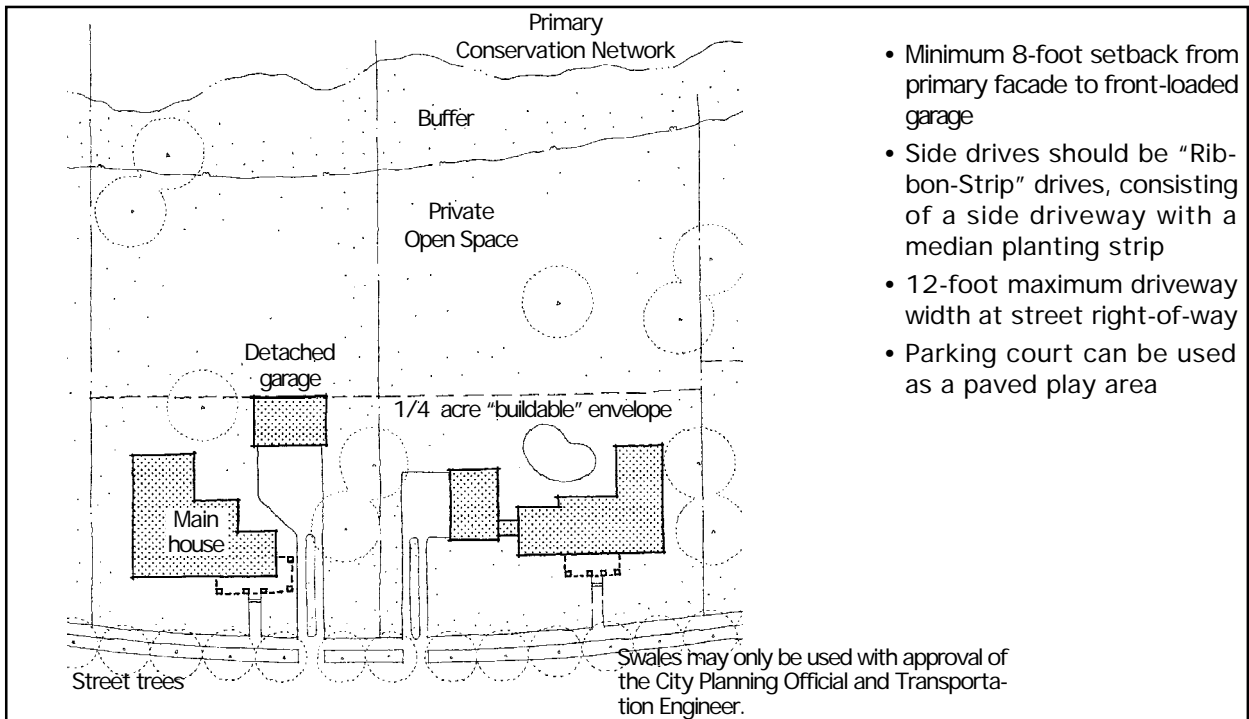 Primary
Conservation Network
Buffer
Private
Open Space
Detached
garage
1/4 acre “buildable” envelope
Main
house
Street trees
Swales may only be used with approval of
the City Planning Official and Transporta-
tion Engineer.
• Minimum 8-foot setback from
primary facade to front-loaded
garage
• Side drives should be “Rib-
bon-Strip” drives, consisting
of a side driveway with a
median planting strip
• 12-foot maximum driveway
width at street right-of-way
• Parking court can be used
as a paved play area